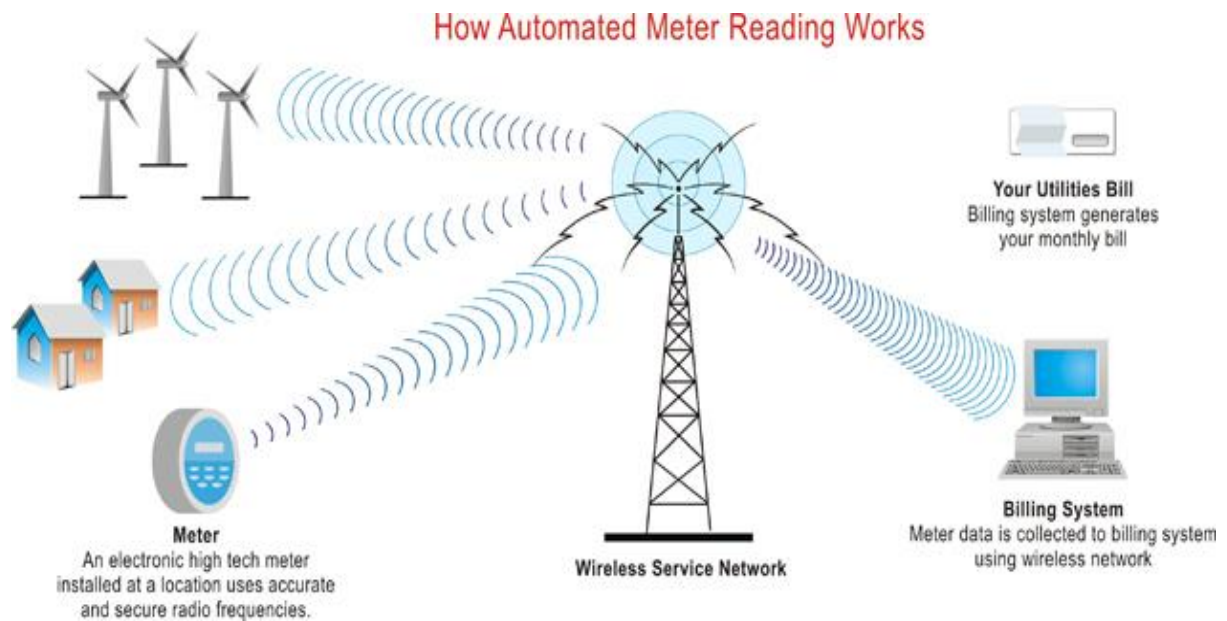 How Automated Meter Reading Works
Your Utilities Bill
Billing system generates
your monthly bill
Meter
An electronic high tech meter
installed at a location uses accurate
and secure radio frequencies.
Wireless Service Network
Billing System
Meter data is collected to billing system
using wireless network